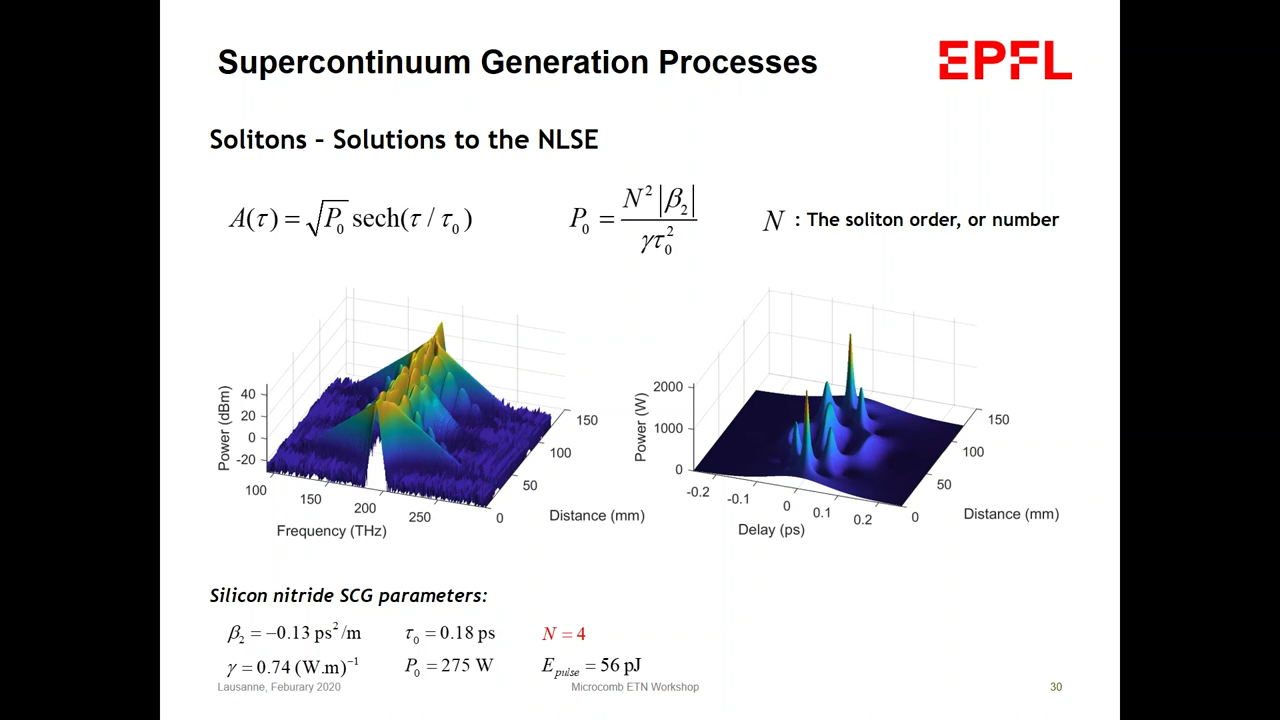 Supercontinuum Generation Processes
EPFL
Solitons – Solutions to the NLSE
A(τ) = √P₀ sech(τ / τ₀)
P₀ = N²|β₂| / γτ₀²
N : The soliton order, or number
Power (dBm)
40
20
0
-20
100
150
200
250
Frequency (THz)
0
50
100
150
Distance (mm)
Power (W)
2000
1000
0
-0.2
-0.1
0
0.1
0.2
Delay (ps)
0
50
100
150
Distance (mm)
Silicon nitride SCG parameters:
β₂ = −0.13 ps²/m
τ₀ = 0.18 ps
N = 4
γ = 0.74 (W.m)⁻¹
P₀ = 275 W
E_pulse = 56 pJ
Lausanne, Feburary 2020
Microcomb ETN Workshop
30